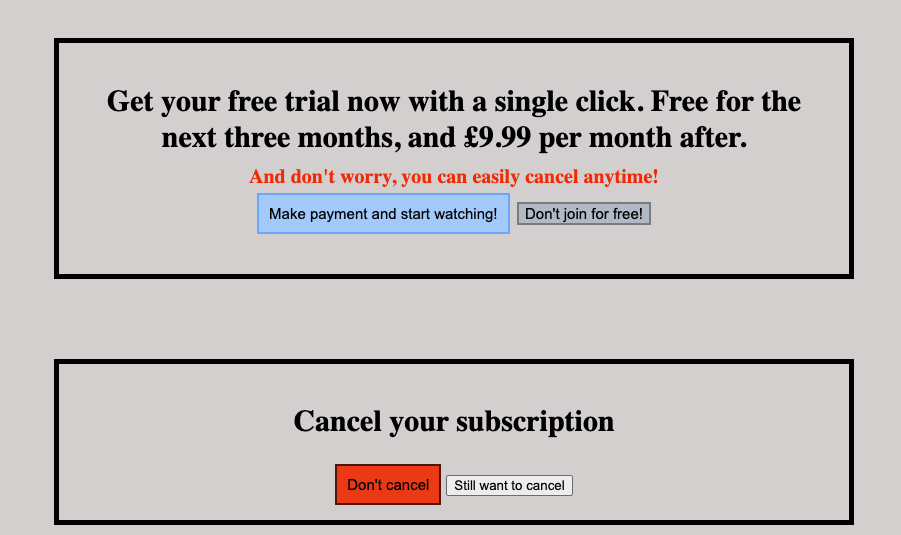 Get your free trial now with a single click. Free for the
next three months, and £9.99 per month after.
And don't worry, you can easily cancel anytime!
Make payment and start watching! Don't join for free!
Cancel your subscription
Don't cancel Still want to cancel